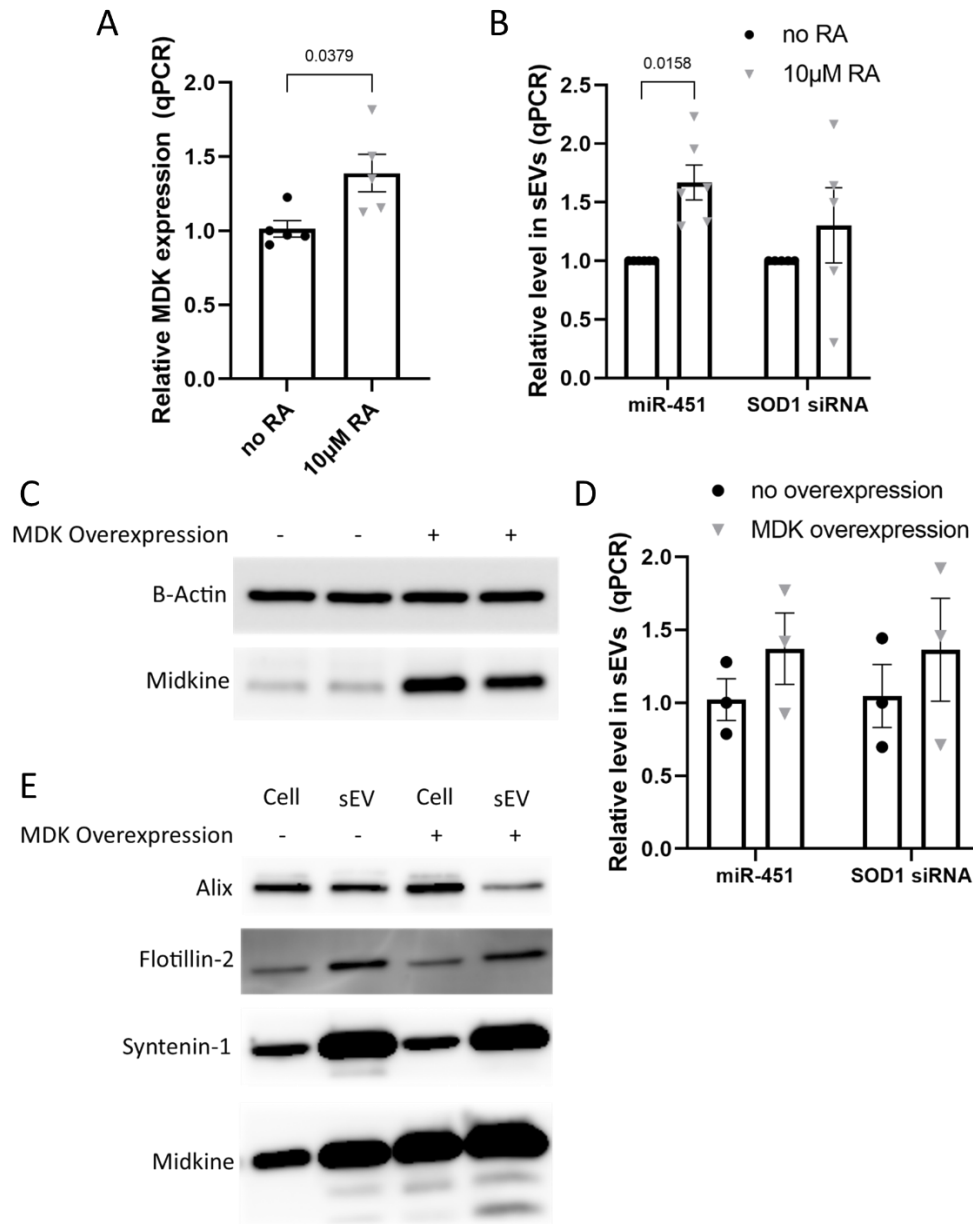 A
Relative MDK expression (qPCR)
0.0379
2.0
1.5
1.0
0.5
0.0
no RA
10µM RA
B
no RA
10µM RA
Relative level in sEVs (qPCR)
0.0158
2.5
2.0
1.5
1.0
0.5
0.0
miR-451
SOD1 siRNA
C
MDK Overexpression - - + +
B-Actin
Midkine
D
no overexpression
MDK overexpression
Relative level in sEVs (qPCR)
2.0
1.5
1.0
0.5
0.0
miR-451
SOD1 siRNA
E
Cell sEV Cell sEV
MDK Overexpression - - + +
Alix
Flotillin-2
Syntenin-1
Midkine